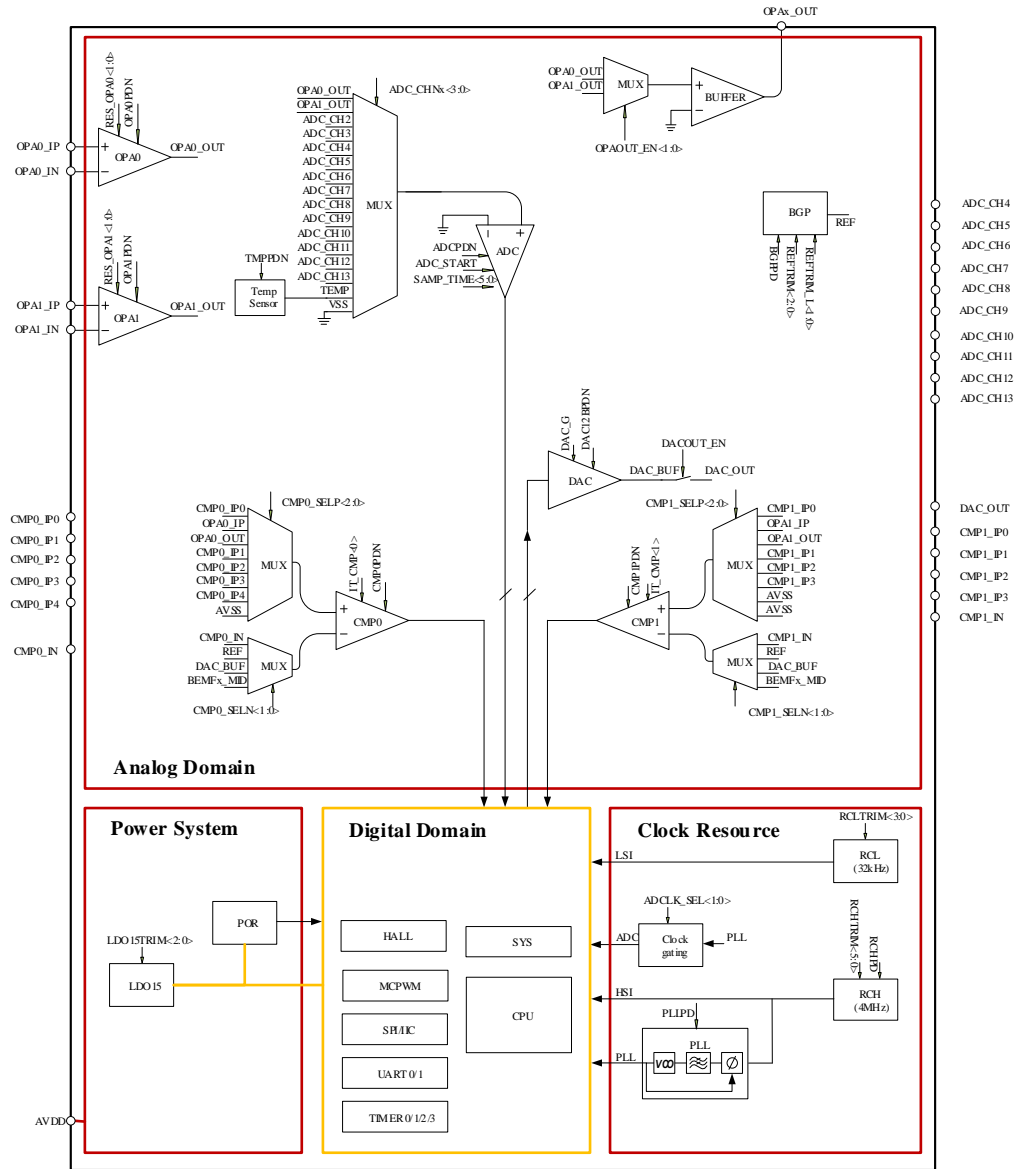 OPAx_OUT
RES_OPA0<1:0>
OPA0PDN
OPA0_IP
OPA0_IN
+
−
OPA0
OPA0_OUT
RES_OPA1<1:0>
OPA1PDN
OPA1_IP
OPA1_IN
+
−
OPA1
OPA1_OUT
ADC_CHNx<3:0>
OPA0_OUT
OPA1_OUT
ADC_CH2
ADC_CH3
ADC_CH4
ADC_CH5
ADC_CH6
ADC_CH7
ADC_CH8
ADC_CH9
ADC_CH10
ADC_CH11
ADC_CH12
ADC_CH13
TEMP
VSS
MUX
TMPPDN
Temp
Sensor
ADCPDN
ADC_START
SAMP_TIME<5:0>
−
+
ADC
OPA0_OUT
OPA1_OUT
MUX
OPAOUT_EN<1:0>
+
−
BUFFER
BGP
REF
BGPPD
REFTRIM<2:0>
REFTRIM_L<1:0>
ADC_CH4
ADC_CH5
ADC_CH6
ADC_CH7
ADC_CH8
ADC_CH9
ADC_CH10
ADC_CH11
ADC_CH12
ADC_CH13
DAC_G
DAC12BPDN
DAC
DAC_BUF
DACOUT_EN
DAC_OUT
CMP0_IP0
CMP0_IP1
CMP0_IP2
CMP0_IP3
CMP0_IP4
CMP0_IN
CMP0_SELP<2:0>
CMP0_IP0
OPA0_IP
OPA0_OUT
CMP0_IP1
CMP0_IP2
CMP0_IP3
CMP0_IP4
AVSS
MUX
CMP0_IN
REF
DAC_BUF
BEMFx_MID
MUX
CMP0_SELN<1:0>
IT_CMP<0>
CMP0PDN
+
−
CMP0
CMP1_SELP<2:0>
CMP1_IP0
OPA1_IP
OPA1_OUT
CMP1_IP1
CMP1_IP2
CMP1_IP3
AVSS
AVSS
MUX
CMP1_IN
REF
DAC_BUF
BEMFx_MID
MUX
CMP1_SELN<1:0>
CMP1PDN
IT_CMP<1>
+
−
CMP1
DAC_OUT
CMP1_IP0
CMP1_IP1
CMP1_IP2
CMP1_IP3
CMP1_IN
Analog Domain
Power System
POR
LDO15TRIM<2:0>
LDO15
AVDD
Digital Domain
HALL
MCPWM
SPI/IIC
UART0/1
TIMER0/1/2/3
SYS
CPU
Clock Resource
RCLTRIM<3:0>
RCL
(32kHz)
LSI
ADCLK_SEL<1:0>
ADC
Clock
gating
PLL
RCHTRIM<5:0>
RCHPD
HSI
RCH
(4MHz)
PLLPD
PLL
PLL
VCO